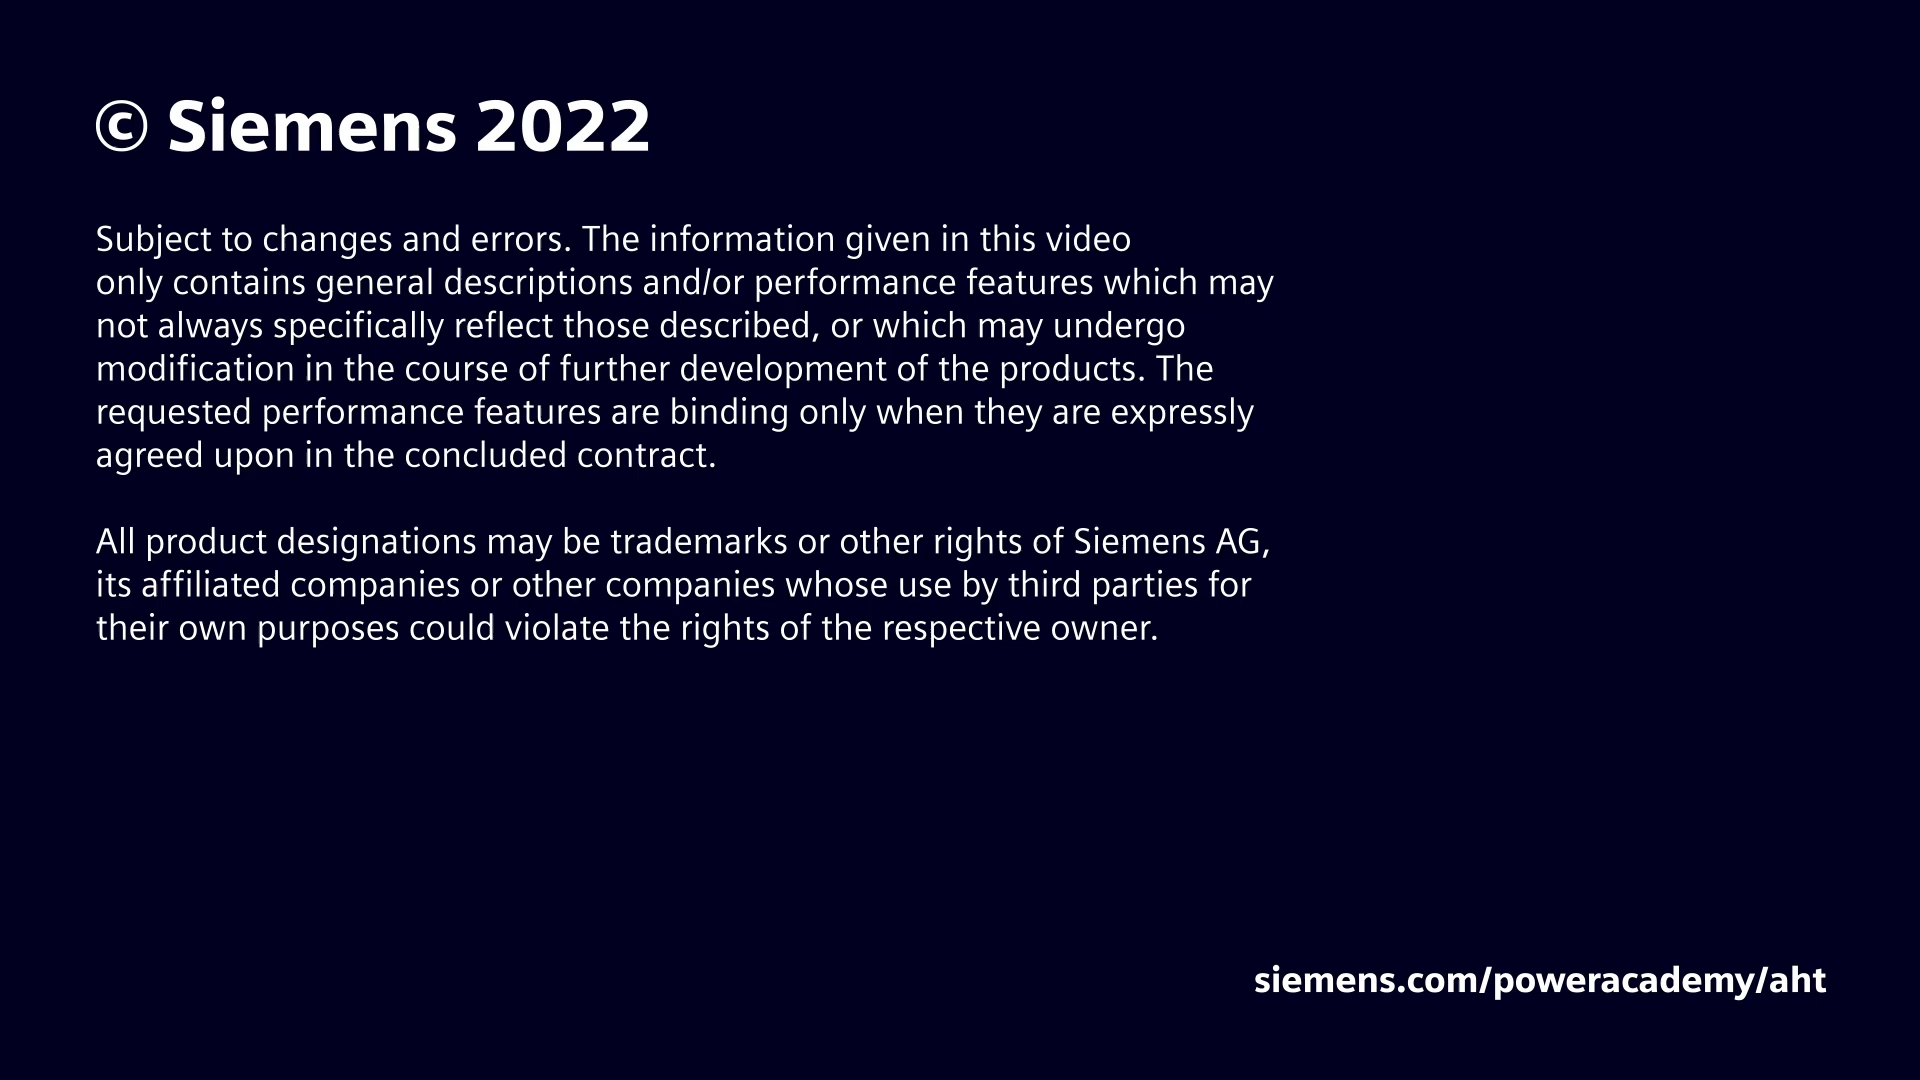 © Siemens 2022
Subject to changes and errors. The information given in this video
only contains general descriptions and/or performance features which may
not always specifically reflect those described, or which may undergo
modification in the course of further development of the products. The
requested performance features are binding only when they are expressly
agreed upon in the concluded contract.
All product designations may be trademarks or other rights of Siemens AG,
its affiliated companies or other companies whose use by third parties for
their own purposes could violate the rights of the respective owner.
siemens.com/poweracademy/aht